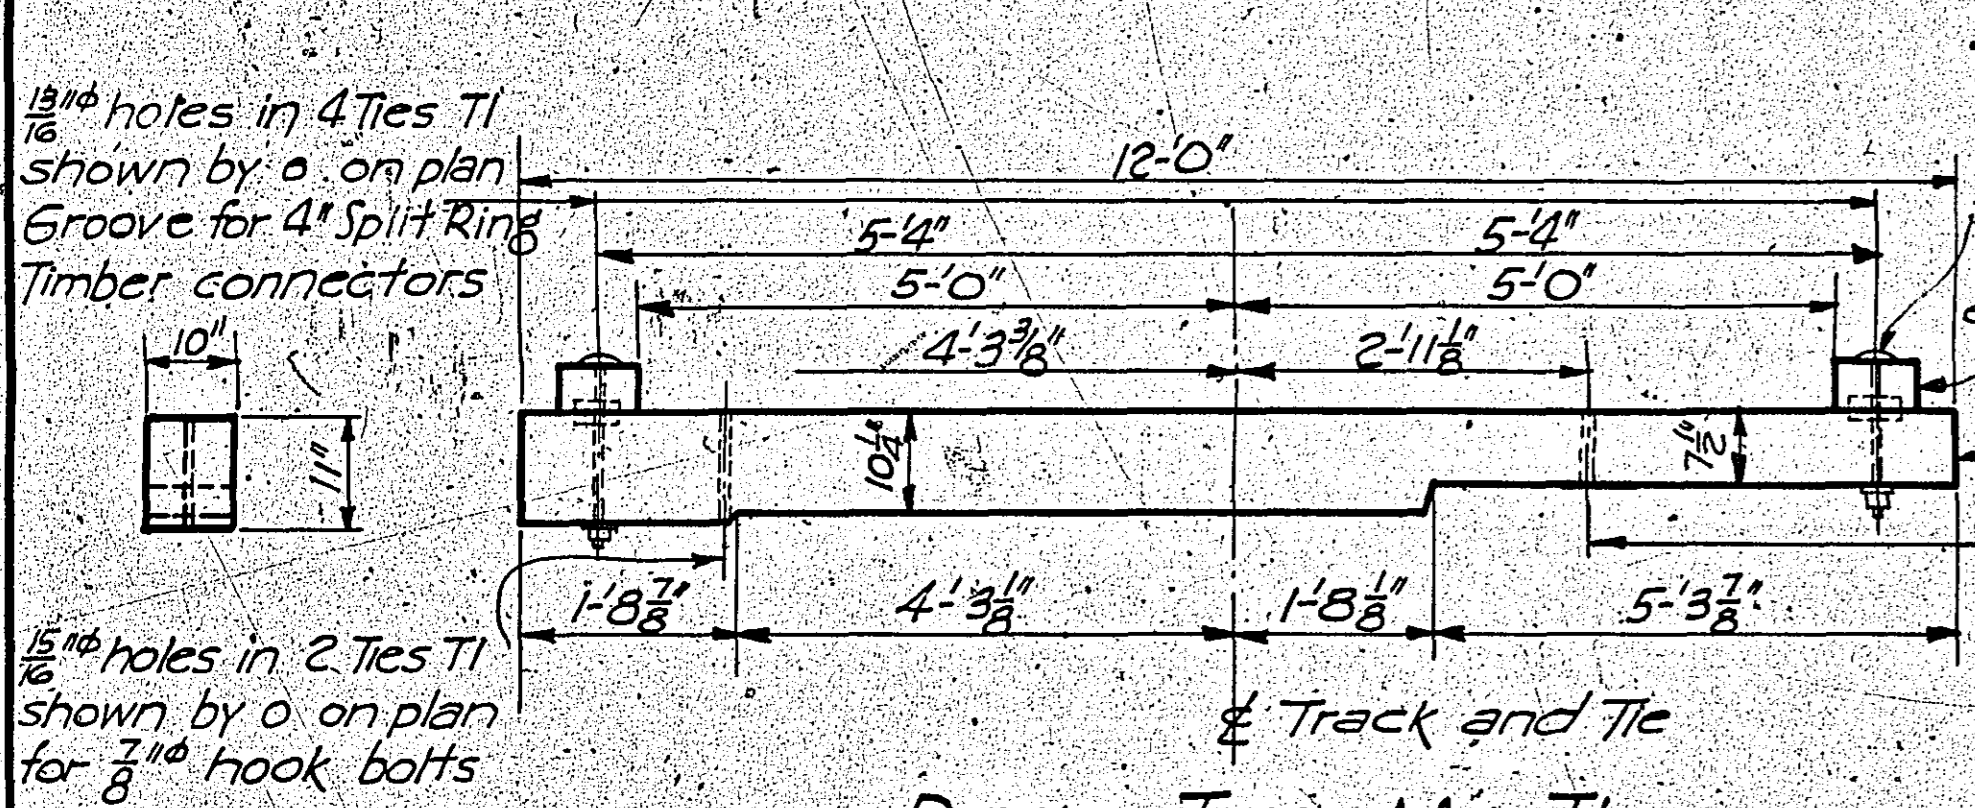 13/16"φ holes in 4 Ties T1
shown by o on plan
Groove for 4" Split Ring
Timber connectors
12'-0"
5'-4" 5'-4"
5'-0" 5'-0"
4'-3 3/8" 2'-11 1/8"
10"
11"
10 1/4"
7 1/2"
1'-8 7/8" 4'-3 1/8" 1'-8 1/8" 5'-3 7/8"
15/16"φ holes in 2 Ties T1
shown by o on plan
for 7/8"φ hook bolts
℄ Track and Tie